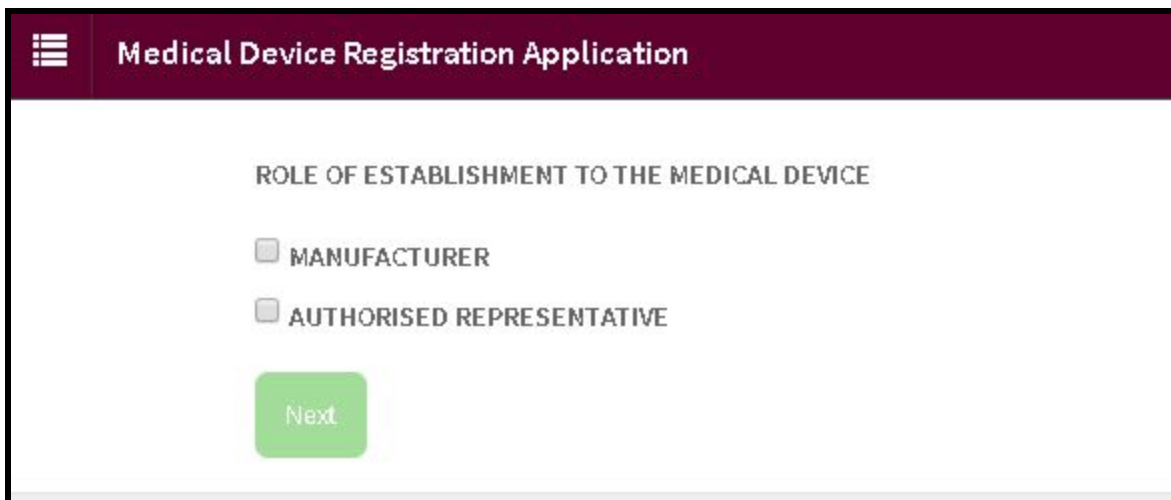 Medical Device Registration Application
ROLE OF ESTABLISHMENT TO THE MEDICAL DEVICE
MANUFACTURER
AUTHORISED REPRESENTATIVE
Next